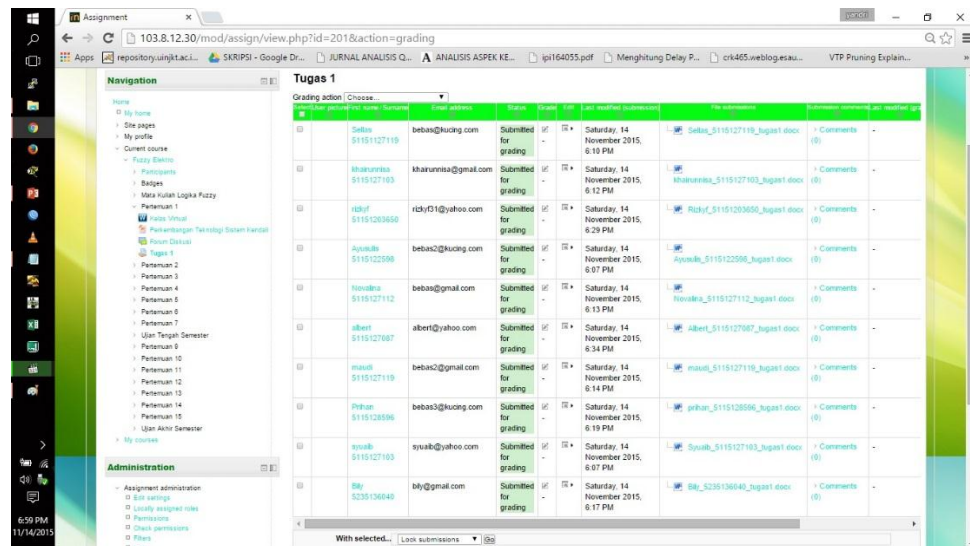 Assignment
103.8.12.30/mod/assign/view.php?id=201&action=grading
Apps repository.uinjkt.ac.i... SKRIPSI - Google Dr... JURNAL ANALISIS Q... ANALISIS ASPEK KE... ipi164055.pdf Menghitung Delay P... crk465.weblog.esau... VTP Pruning Explain...
Navigation
Home
My home
Site pages
My profile
Current course
Fuzzy Elektro
Participants
Badges
Mata Kuliah Logika Fuzzy
Pertemuan 1
Kelas Virtual
Perkembangan Teknologi Sistem Kendali
Forum Diskusi
Tugas 1
Pertemuan 2
Pertemuan 3
Pertemuan 4
Pertemuan 5
Pertemuan 6
Pertemuan 7
Ujian Tengah Semester
Pertemuan 9
Pertemuan 10
Pertemuan 11
Pertemuan 12
Pertemuan 13
Pertemuan 14
Pertemuan 15
Ujian Akhir Semester
My courses
Administration
Assignment administration
Edit settings
Locally assigned roles
Permissions
Check permissions
Filters
Tugas 1
Grading action Choose...
Select User picture First name / Surname Email address Status Grade Edit Last modified (submission) File submissions Submission comments Last modified (gra
Sellas bebas@kucing.com Submitted Saturday, 14 Sellas_5115127119_tugas1.docx Comments -
51151127119 for - November 2015, (0)
grading 6:10 PM
khairunnisa khairunnisa@gmail.com Submitted Saturday, 14 Comments -
5115127103 for - November 2015, khairunnisa_5115127103_tugas1.docx (0)
grading 6:12 PM
rizkyf rizkyf31@yahoo.com Submitted Saturday, 14 Rizkyf_51151203650_tugas1.docx Comments -
51151203650 for - November 2015, (0)
grading 6:29 PM
Ayusulis bebas2@kucing.com Submitted Saturday, 14 Comments -
5115122598 for - November 2015, Ayusulis_5115122598_tugas1.docx (0)
grading 6:07 PM
Novalina bebas@gmail.com Submitted Saturday, 14 Comments -
5115127112 for - November 2015, Novalina_5115127112_tugas1.docx (0)
grading 6:13 PM
albert albert@yahoo.com Submitted Saturday, 14 Albert_5115127087_tugas1.docx Comments -
5115127087 for - November 2015, (0)
grading 6:34 PM
maudi bebas2@gmail.com Submitted Saturday, 14 maudi_5115127119_tugas1.docx Comments -
5115127119 for - November 2015, (0)
grading 6:14 PM
Prihan bebas3@kucing.com Submitted Saturday, 14 prihan_5115128596_tugas1.docx Comments -
5115128596 for - November 2015, (0)
grading 6:19 PM
syuaib syuaib@yahoo.com Submitted Saturday, 14 Syuaib_5115127103_tugas1.docx Comments -
5115127103 for - November 2015, (0)
grading 6:07 PM
Bily bily@gmail.com Submitted Saturday, 14 Bily_5235136040_tugas1.docx Comments -
5235136040 for - November 2015, (0)
grading 6:17 PM
With selected... Lock submissions Go
6:59 PM
11/14/2015